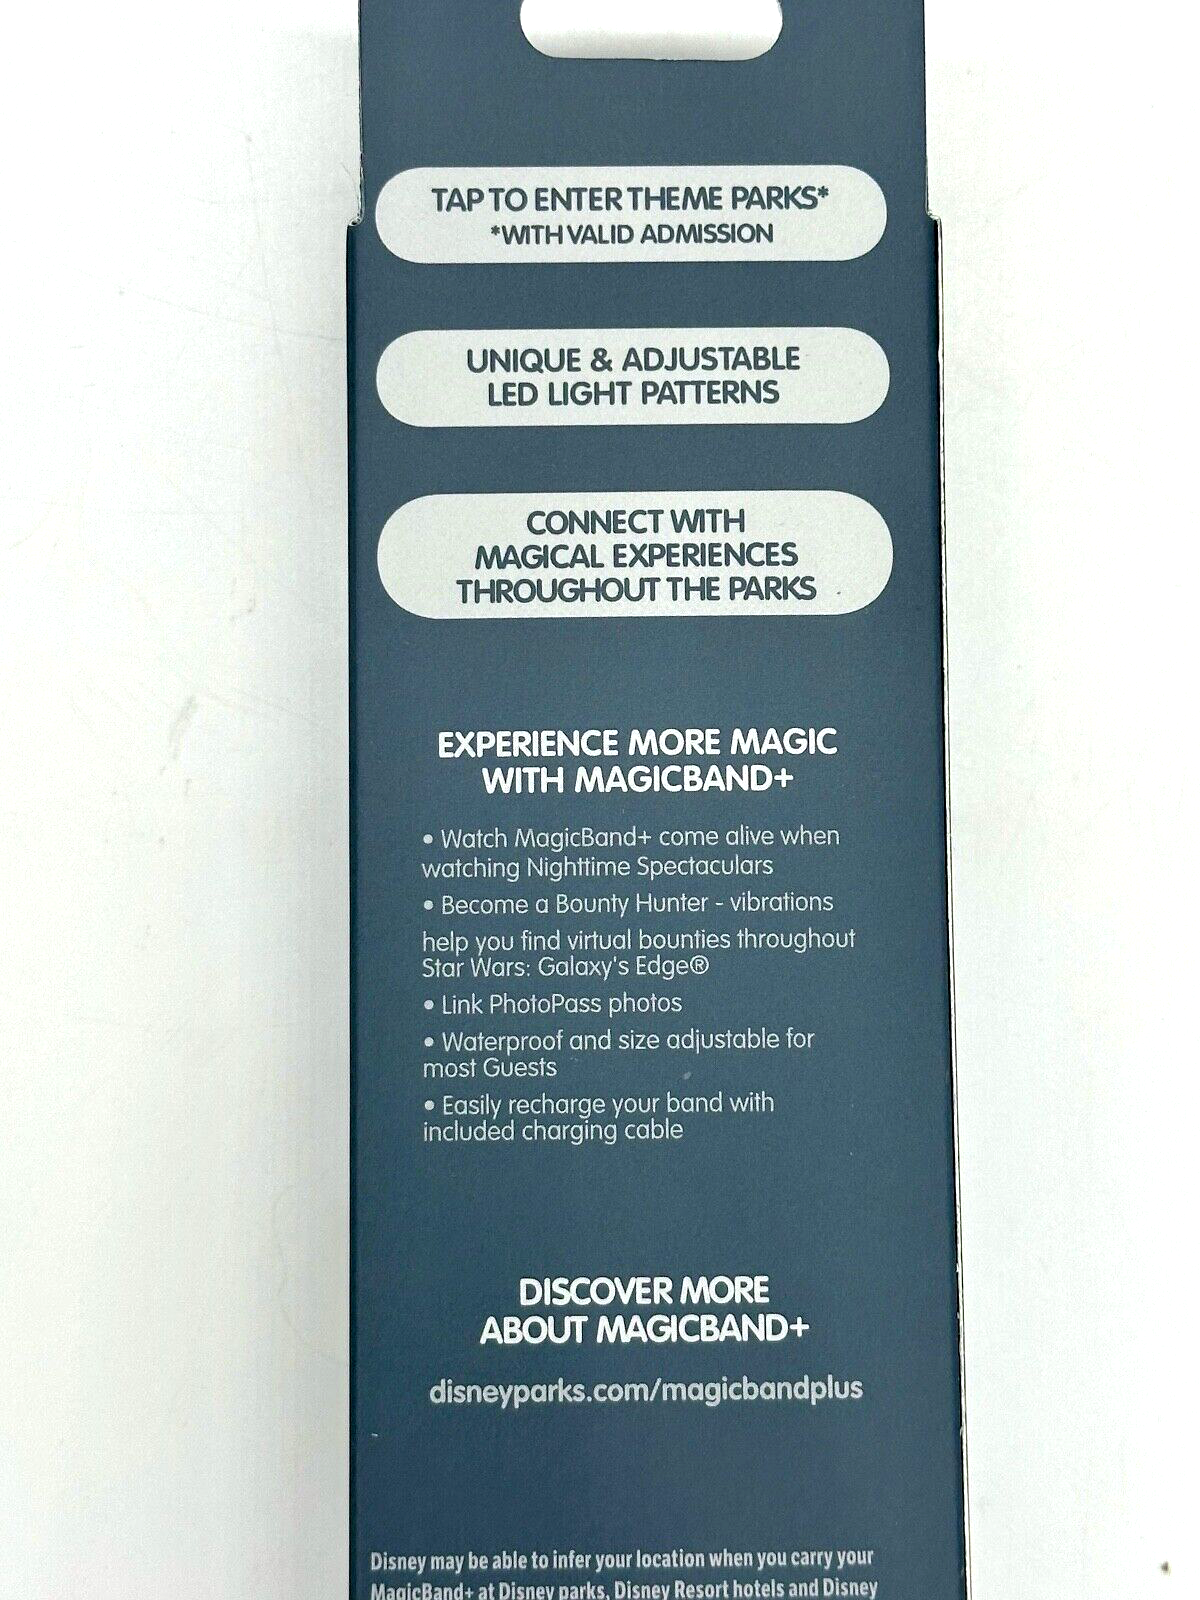 TAP TO ENTER THEME PARKS*
*WITH VALID ADMISSION
UNIQUE & ADJUSTABLE
LED LIGHT PATTERNS
CONNECT WITH
MAGICAL EXPERIENCES
THROUGHOUT THE PARKS
EXPERIENCE MORE MAGIC
WITH MAGICBAND+
• Watch MagicBand+ come alive when
watching Nighttime Spectaculars
• Become a Bounty Hunter - vibrations
help you find virtual bounties throughout
Star Wars: Galaxy's Edge®
• Link PhotoPass photos
• Waterproof and size adjustable for
most Guests
• Easily recharge your band with
included charging cable
DISCOVER MORE
ABOUT MAGICBAND+
disneyparks.com/magicbandplus
Disney may be able to infer your location when you carry your
MagicBand+ at Disney parks, Disney Resort hotels and Disney